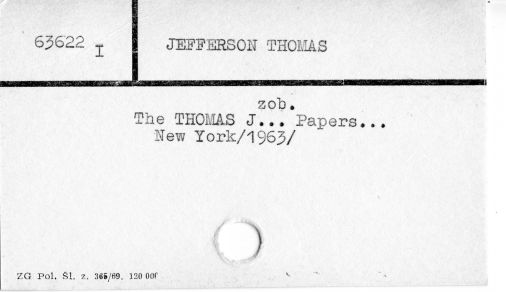 63622 I
JEFFERSON THOMAS
zob.
The THOMAS J... Papers...
New York/1963/
ZG Pol. Śl. z. 365/69. 120 000